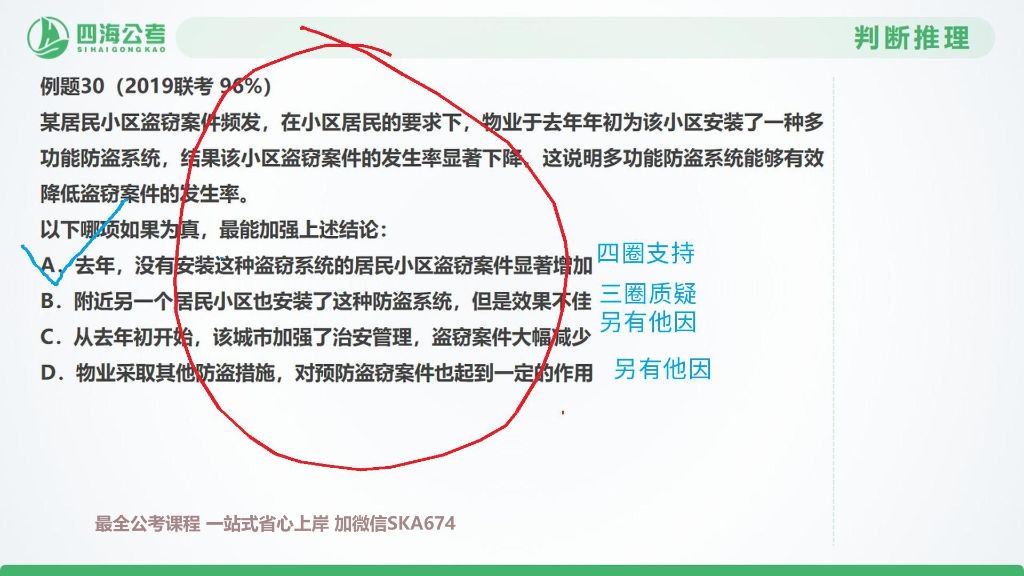 四海公考
SIHAIGONGKAO
判断推理
例题30（2019联考 96%）
某居民小区盗窃案件频发，在小区居民的要求下，物业于去年年初为该小区安装了一种多
功能防盗系统，结果该小区盗窃案件的发生率显著下降，这说明多功能防盗系统能够有效
降低盗窃案件的发生率。
以下哪项如果为真，最能加强上述结论：
A．去年，没有安装这种盗窃系统的居民小区盗窃案件显著增加
四圈支持
B．附近另一个居民小区也安装了这种防盗系统，但是效果不佳
三圈质疑
C．从去年初开始，该城市加强了治安管理，盗窃案件大幅减少
另有他因
D．物业采取其他防盗措施，对预防盗窃案件也起到一定的作用
另有他因
最全公考课程 一站式省心上岸 加微信SKA674